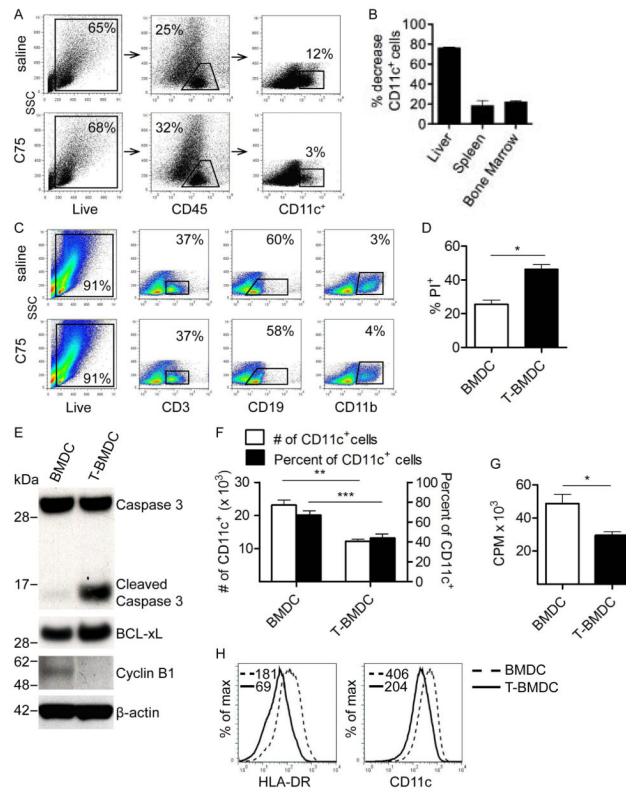 A
saline
65%
25%
12%
SSC
C75
68%
32%
3%
Live
CD45
CD11c⁺
B
% decrease
CD11c⁺ cells
100
80
60
40
20
0
Liver
Spleen
Bone Marrow
C
saline
91%
37%
60%
3%
SSC
C75
91%
37%
58%
4%
Live
CD3
CD19
CD11b
D
% PI⁺
60
40
20
0
*
BMDC
T-BMDC
E
BMDC
T-BMDC
kDa
28
Caspase 3
17
Cleaved
Caspase 3
28
BCL-xL
62
48
Cyclin B1
42
β-actin
F
# of CD11c⁺ cells
Percent of CD11c⁺ cells
# of CD11c⁺ (x 10³)
30
20
10
**
***
100
80
60
40
20
0
Percent of CD11c⁺
BMDC
T-BMDC
G
CPM x 10³
60
40
20
0
*
BMDC
T-BMDC
H
% of max
181
69
HLA-DR
% of max
406
204
CD11c
BMDC
T-BMDC